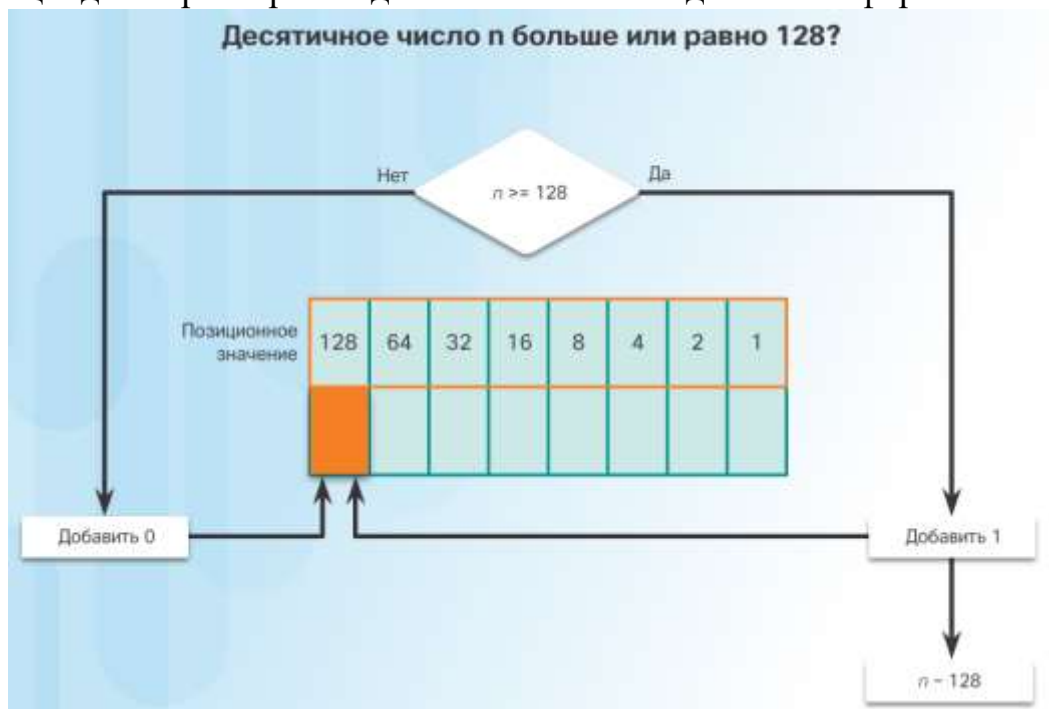 Десятичное число n больше или равно 128?
Нет
n >= 128
Да
Позиционное
значение
128 64 32 16 8 4 2 1
Добавить 0
Добавить 1
n - 128